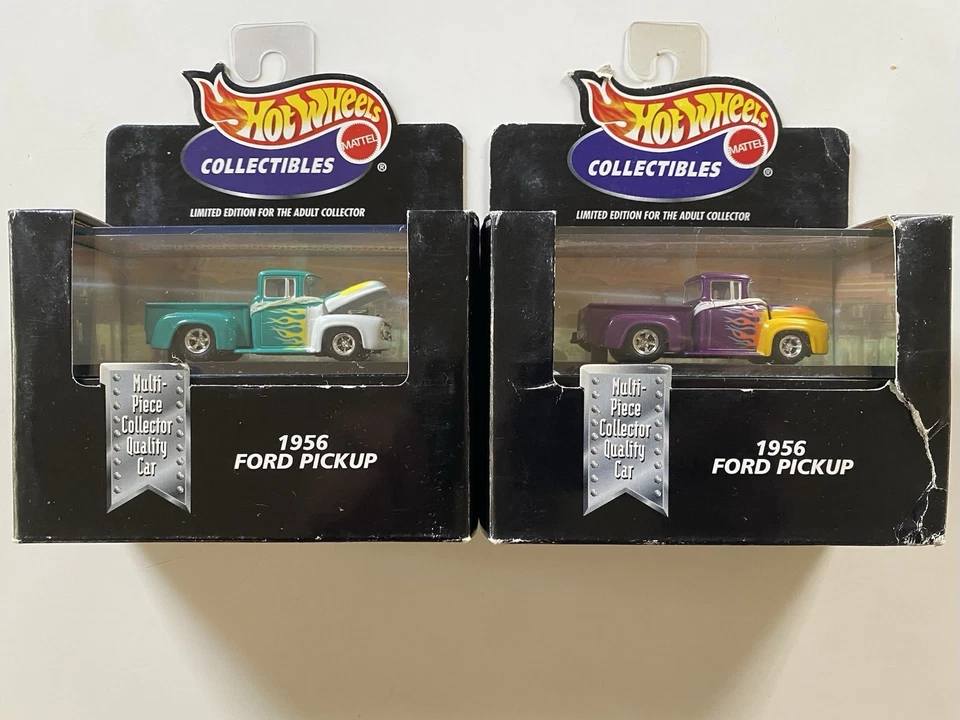 HOT WHEELS
MATTEL
COLLECTIBLES ®
LIMITED EDITION FOR THE ADULT COLLECTOR
Multi-
Piece
Collector
Quality
Car
1956
FORD PICKUP
HOT WHEELS
MATTEL
COLLECTIBLES ®
LIMITED EDITION FOR THE ADULT COLLECTOR
Multi-
Piece
Collector
Quality
Car
1956
FORD PICKUP